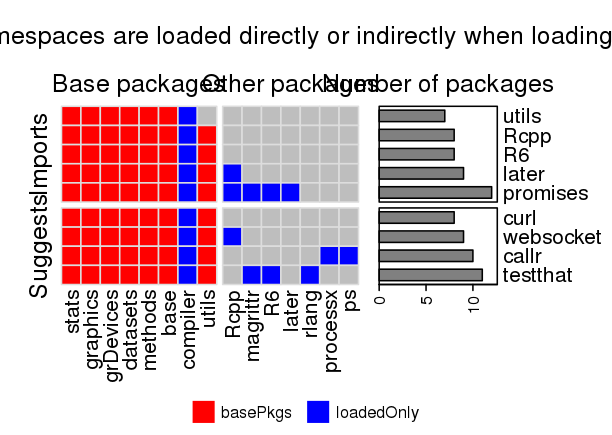 mespaces are loaded directly or indirectly when loading
Base packages Other packages Number of packages
Imports
Suggests
utils
Rcpp
R6
later
promises
curl
websocket
callr
testthat
0 5 10
stats graphics grDevices datasets methods base compiler utils Rcpp magrittr R6 later rlang processx ps
basePkgs loadedOnly